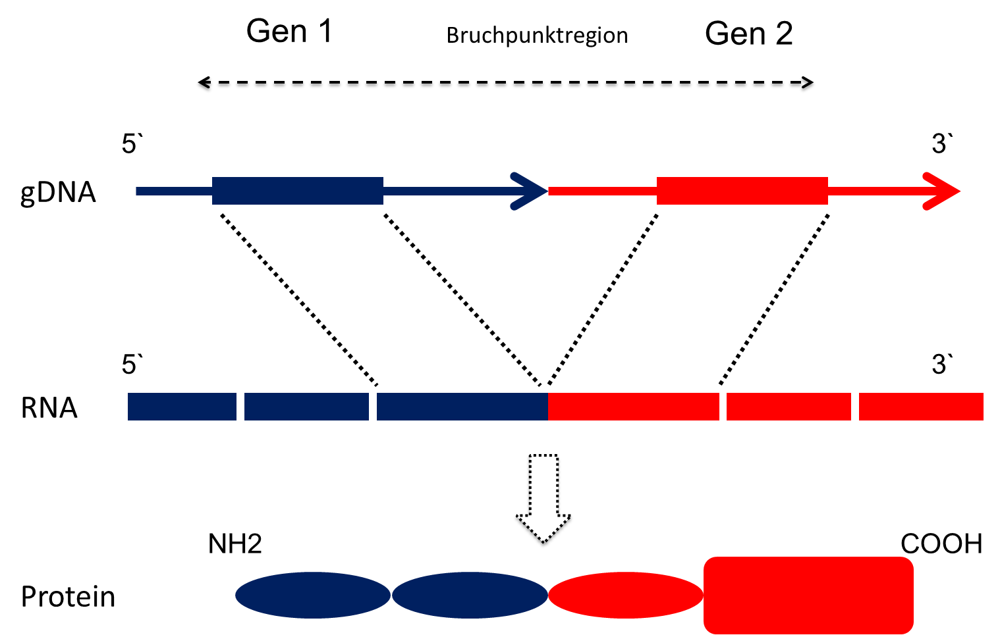 Gen 1 Bruchpunktregion Gen 2
5` 3`
gDNA
5` 3`
RNA
NH2 COOH
Protein